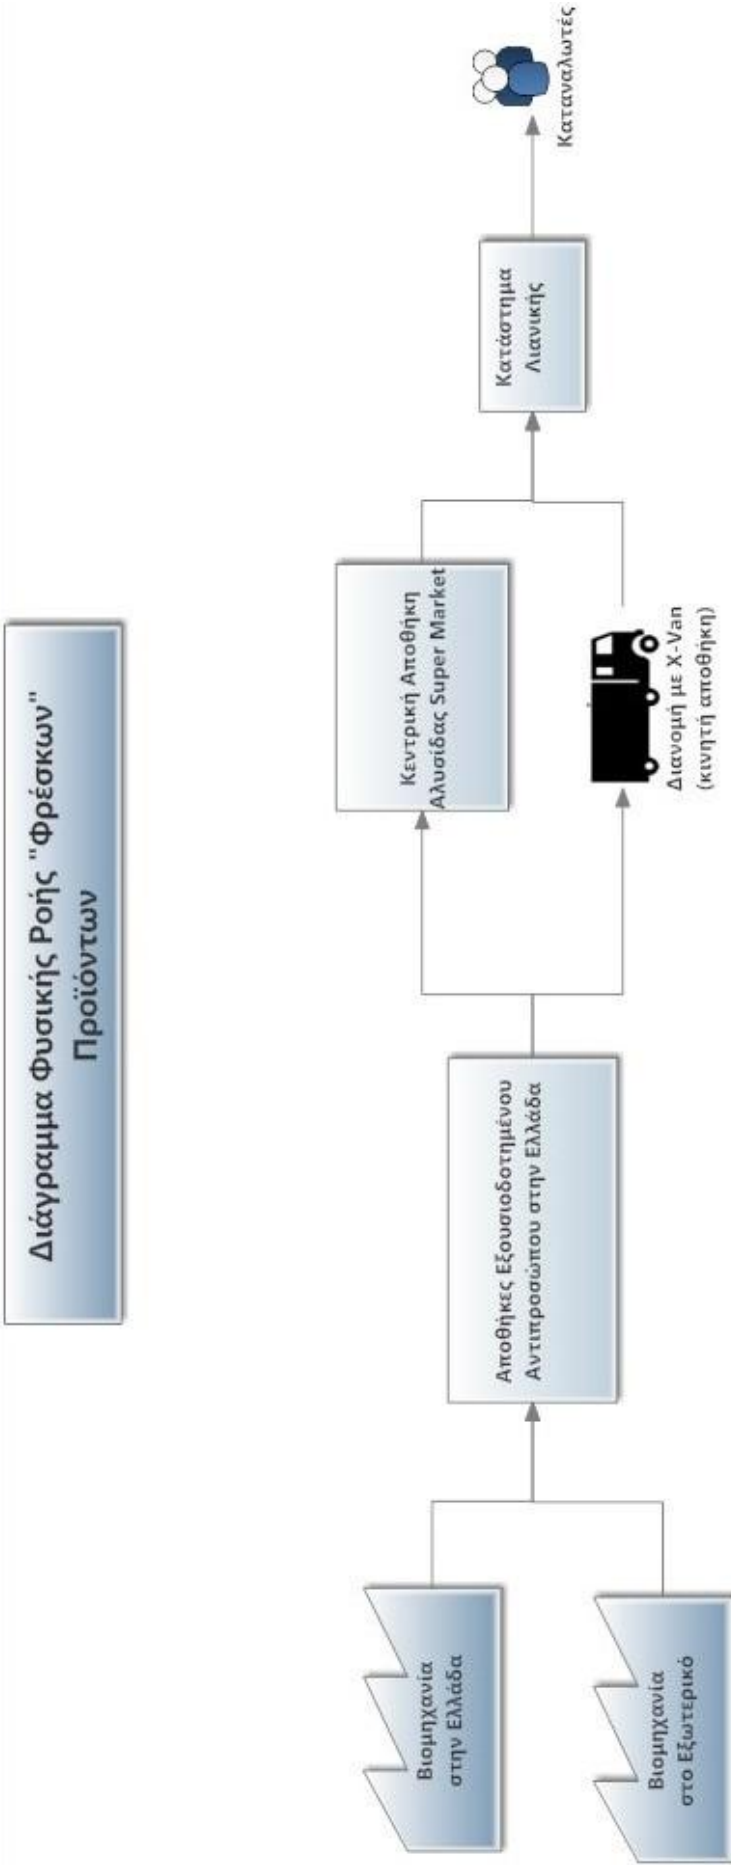 Διάγραμμα Φυσικής Ροής "Φρέσκων"
Προϊόντων
Βιομηχανία
στην Ελλάδα
Βιομηχανία
στο Εξωτερικό
Αποθήκες Εξουσιοδοτημένου
Αντιπροσώπου στην Ελλάδα
Κεντρική Αποθήκη
Αλυσίδας Super Market
Διανομή με X-Van
(κινητή αποθήκη)
Κατάστημα
Λιανικής
Καταναλωτές